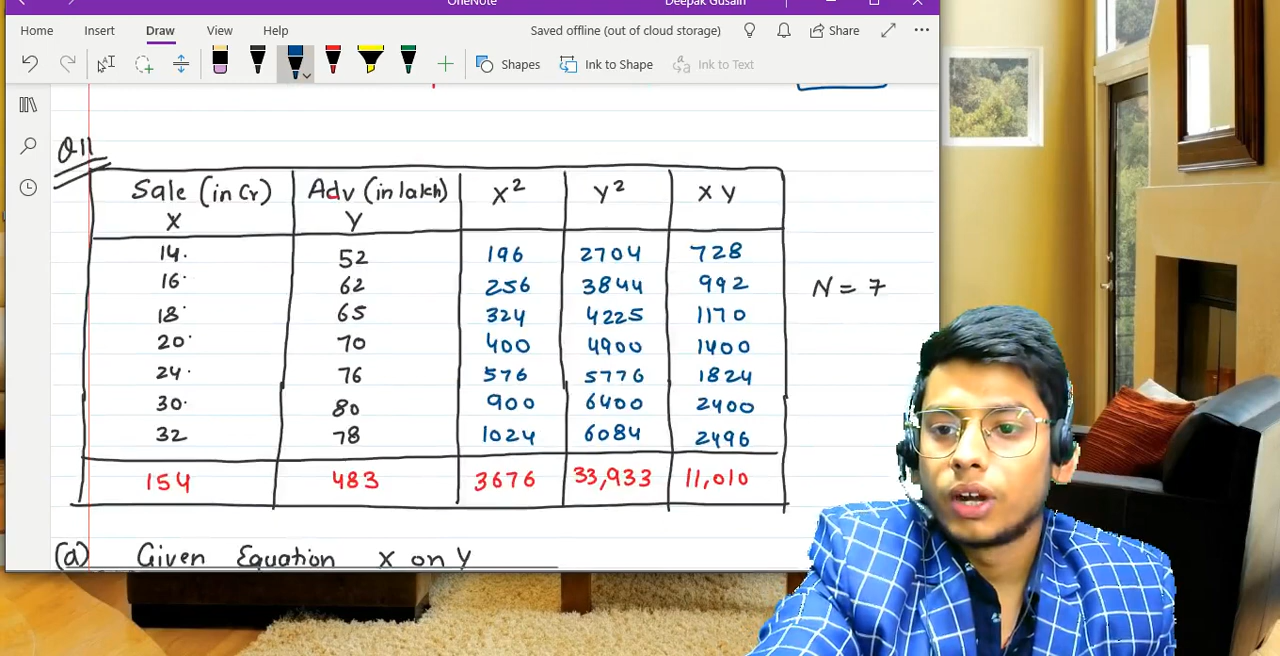 OneNote
Deepak Gusain
Home Insert Draw View Help Saved offline (out of cloud storage) Share
Shapes Ink to Shape Ink to Text
Q11
Sale (in Cr) Adv (in lakh) X² Y² XY
X Y
14 52 196 2704 728
16 62 256 3844 992 N = 7
18 65 324 4225 1170
20 70 400 4900 1400
24 76 576 5776 1824
30 80 900 6400 2400
32 78 1024 6084 2496
154 483 3676 33,933 11,010
(a) Given Equation X on Y